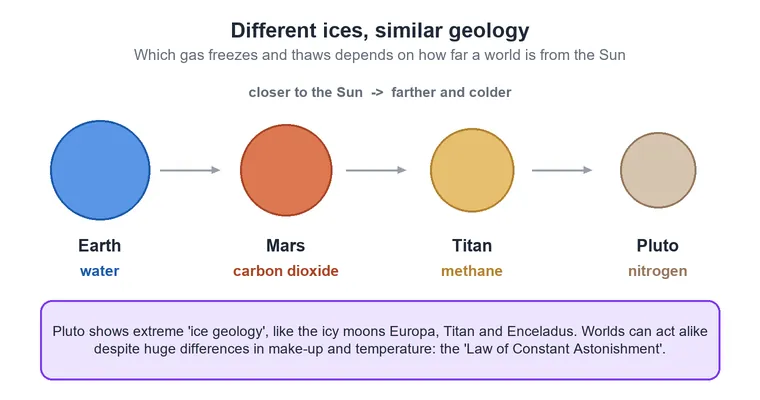 Different ices, similar geology
Which gas freezes and thaws depends on how far a world is from the Sun
closer to the Sun -> farther and colder
Earth
Mars
Titan
Pluto
water
carbon dioxide
methane
nitrogen
Pluto shows extreme 'ice geology', like the icy moons Europa, Titan and Enceladus. Worlds can act alike
despite huge differences in make-up and temperature: the 'Law of Constant Astonishment'.